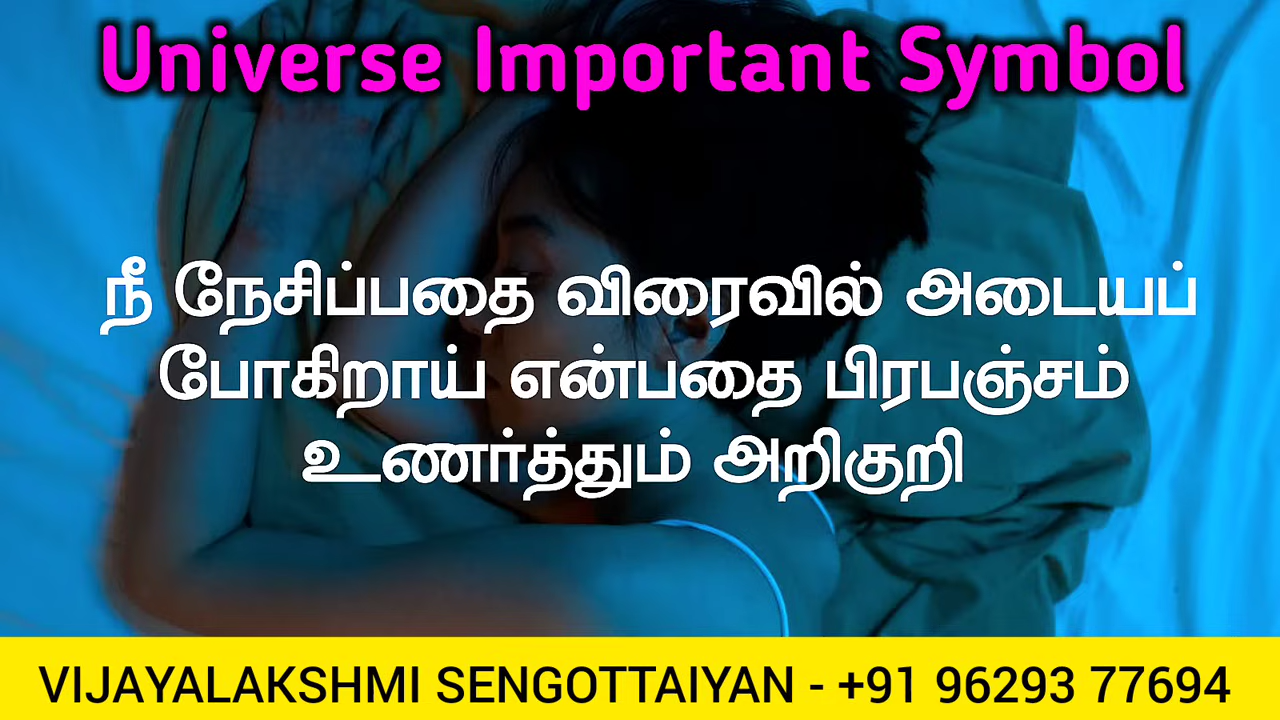 Universe Important Symbol
நீ நேசிப்பதை விரைவில் அடையப்
போகிறாய் என்பதை பிரபஞ்சம்
உணர்த்தும் அறிகுறி
VIJAYALAKSHMI SENGOTTAIYAN - +91 96293 77694